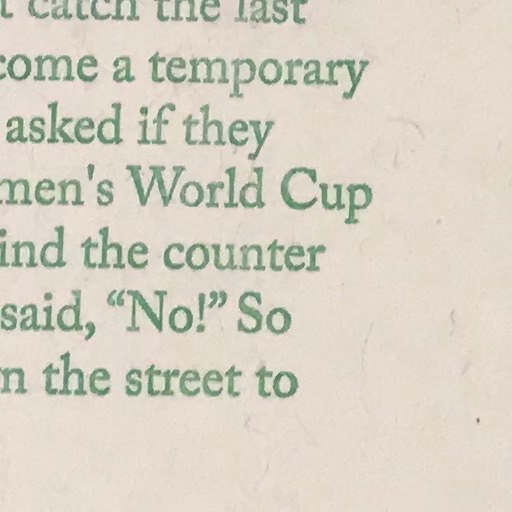 t catch the last
come a temporary
asked if they
men's World Cup
ind the counter
said, “No!” So
n the street to